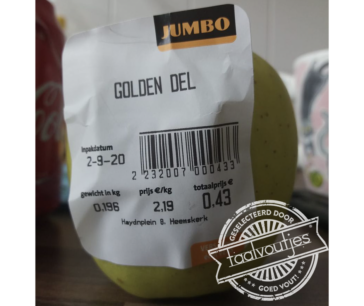 JUMBO
GOLDEN DEL
Inpakdatum
2-9-20
2 232007 000433
gewicht in kg
0.196
prijs €/kg
2.19
totaalprijs €
0.43
Haydnplein 8. Heemskerk
GESELECTEERD DOOR
taalvoutjes
GOED VOUT!